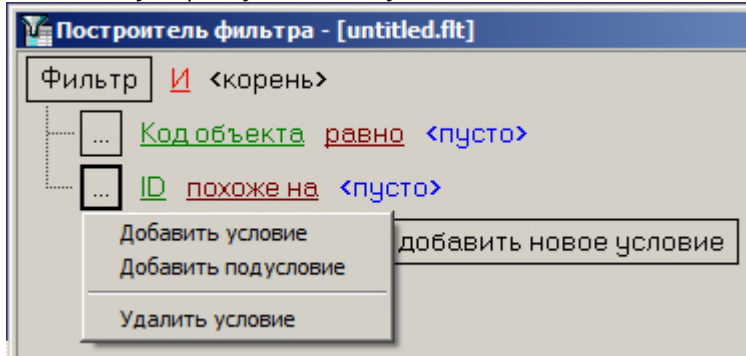 Построитель фильтра - [untitled.flt]
Фильтр И <корень>
... Код объекта равно <пусто>
... ID похоже на <пусто>
Добавить условие
добавить новое условие
Добавить подусловие
Удалить условие